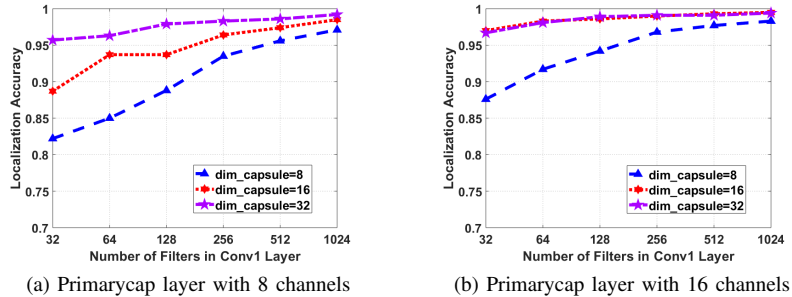 1
0.95
0.9
0.85
0.8
0.75
0.7
Localization Accuracy
dim_capsule=8
dim_capsule=16
dim_capsule=32
32 64 128 256 512 1024
Number of Filters in Conv1 Layer
(a) Primarycap layer with 8 channels
1
0.95
0.9
0.85
0.8
0.75
0.7
Localization Accuracy
dim_capsule=8
dim_capsule=16
dim_capsule=32
32 64 128 256 512 1024
Number of Filters in Conv1 Layer
(b) Primarycap layer with 16 channels